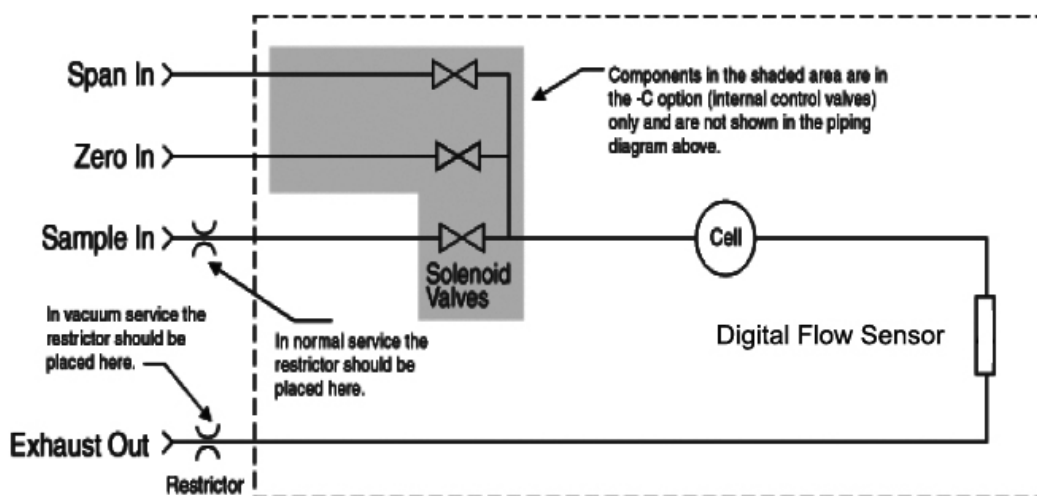 Span In
Components in the shaded area are in
the -C option (internal control valves)
only and are not shown in the piping
diagram above.
Zero In
Sample In
Cell
Solenoid
Valves
In vacuum service the
restrictor should be
placed here.
In normal service the
restrictor should be
placed here.
Digital Flow Sensor
Exhaust Out
Restrictor